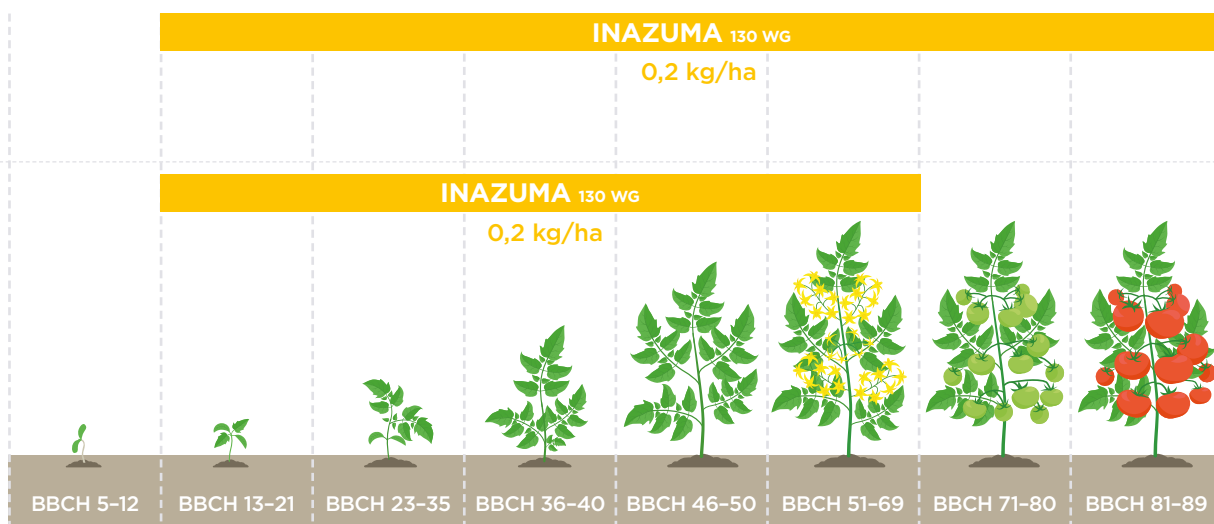 INAZUMA 130 WG
0,2 kg/ha
INAZUMA 130 WG
0,2 kg/ha
BBCH 5–12 BBCH 13–21 BBCH 23–35 BBCH 36–40 BBCH 46–50 BBCH 51–69 BBCH 71–80 BBCH 81–89